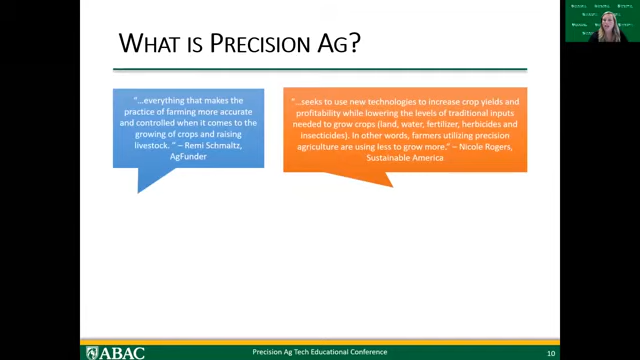 WHAT IS PRECISION AG?
"…everything that makes the
practice of farming more accurate
and controlled when it comes to the
growing of crops and raising
livestock. " – Remi Schmaltz,
AgFunder
"…seeks to use new technologies to increase crop yields and
profitability while lowering the levels of traditional inputs
needed to grow crops (land, water, fertilizer, herbicides and
insecticides). In other words, farmers utilizing precision
agriculture are using less to grow more." – Nicole Rogers,
Sustainable America
ABAC
Precision Ag Tech Educational Conference
10